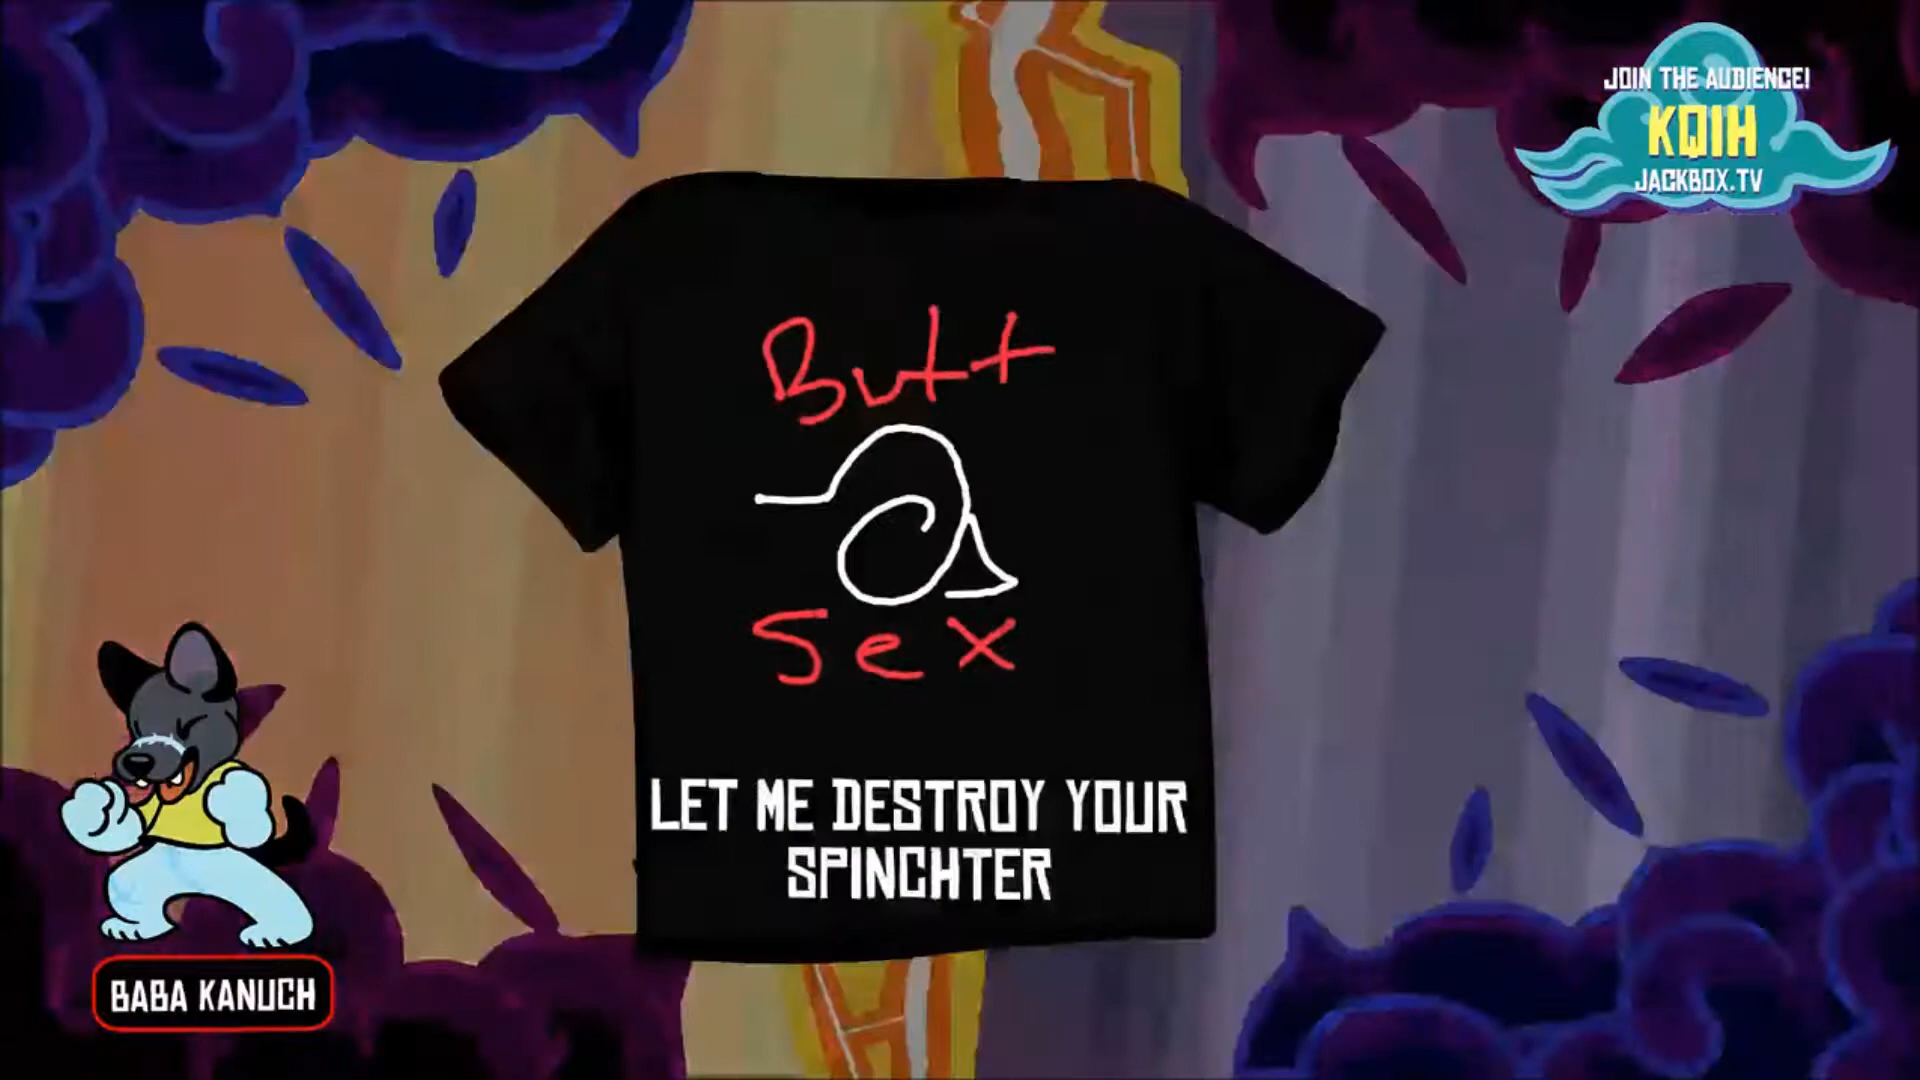 JOIN THE AUDIENCE!
KQIH
JACKBOX.TV
Butt
Sex
LET ME DESTROY YOUR
SPINCHTER
BABA KANUCH